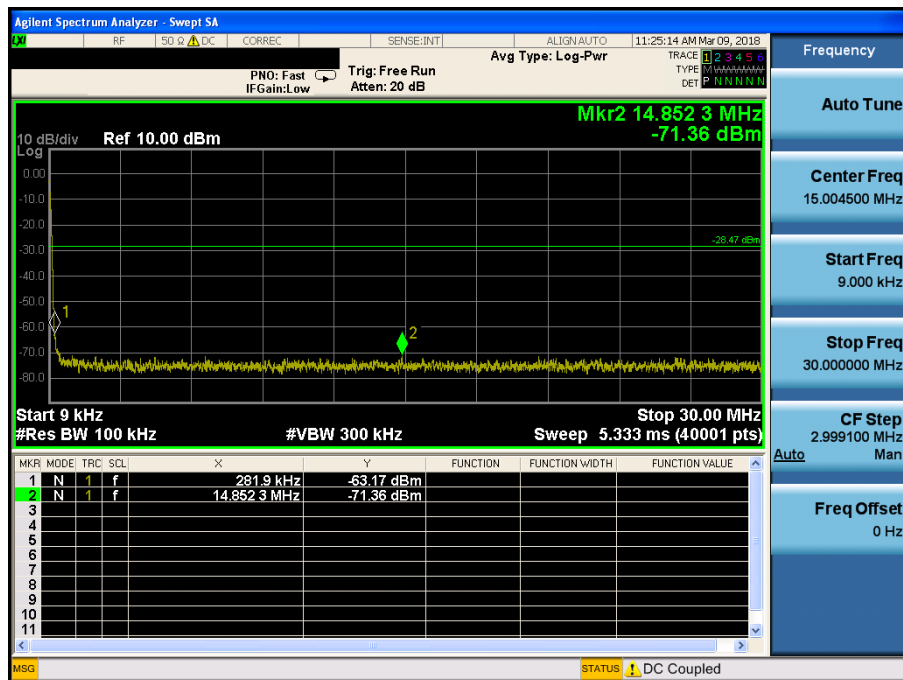 Agilent Spectrum Analyzer - Swept SA
LXI RF 50 Ω DC CORREC SENSE:INT ALIGN AUTO 11:25:14 AM Mar 09, 2018
PNO: Fast Trig: Free Run Avg Type: Log-Pwr TRACE 1 2 3 4 5 6
IFGain:Low Atten: 20 dB TYPE M WWWWW
DET P N N N N N
Mkr2 14.852 3 MHz
-71.36 dBm
10 dB/div Ref 10.00 dBm
Log
0.00
-10.0
-20.0
-28.47 dBm
-30.0
-40.0
-50.0
1
-60.0
2
-70.0
-80.0
Start 9 kHz Stop 30.00 MHz
#Res BW 100 kHz #VBW 300 kHz Sweep 5.333 ms (40001 pts)
MKR MODE TRC SCL X Y FUNCTION FUNCTION WIDTH FUNCTION VALUE
1 N 1 f 281.9 kHz -63.17 dBm
2 N 1 f 14.852 3 MHz -71.36 dBm
3
4
5
6
7
8
9
10
11
MSG STATUS DC Coupled
Frequency
Auto Tune
Center Freq
15.004500 MHz
Start Freq
9.000 kHz
Stop Freq
30.000000 MHz
CF Step
2.999100 MHz
Auto Man
Freq Offset
0 Hz